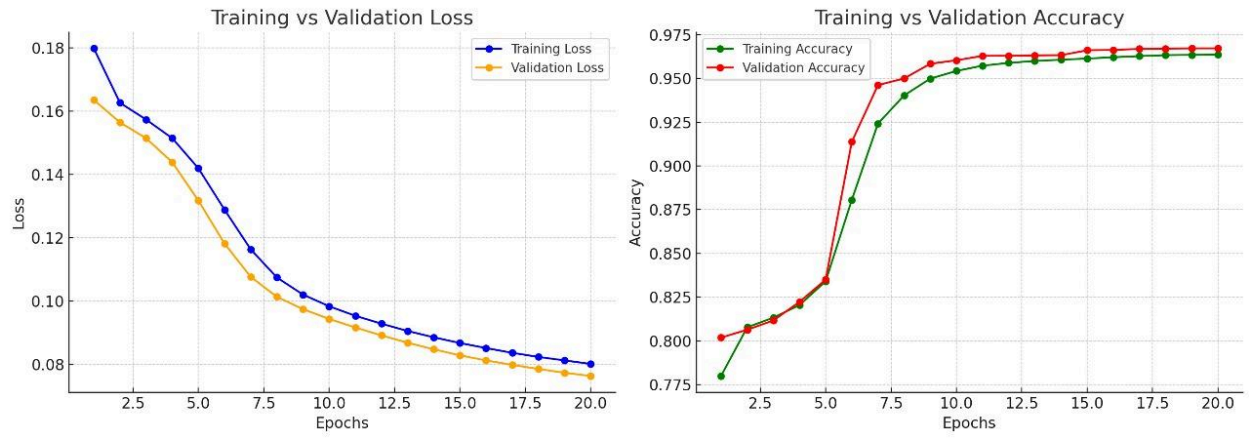 Training vs Validation Loss
0.18
0.16
0.14
0.12
0.10
0.08
Loss
Training Loss
Validation Loss
2.5 5.0 7.5 10.0 12.5 15.0 17.5 20.0
Epochs
Training vs Validation Accuracy
0.975
0.950
0.925
0.900
0.875
0.850
0.825
0.800
0.775
Accuracy
Training Accuracy
Validation Accuracy
2.5 5.0 7.5 10.0 12.5 15.0 17.5 20.0
Epochs